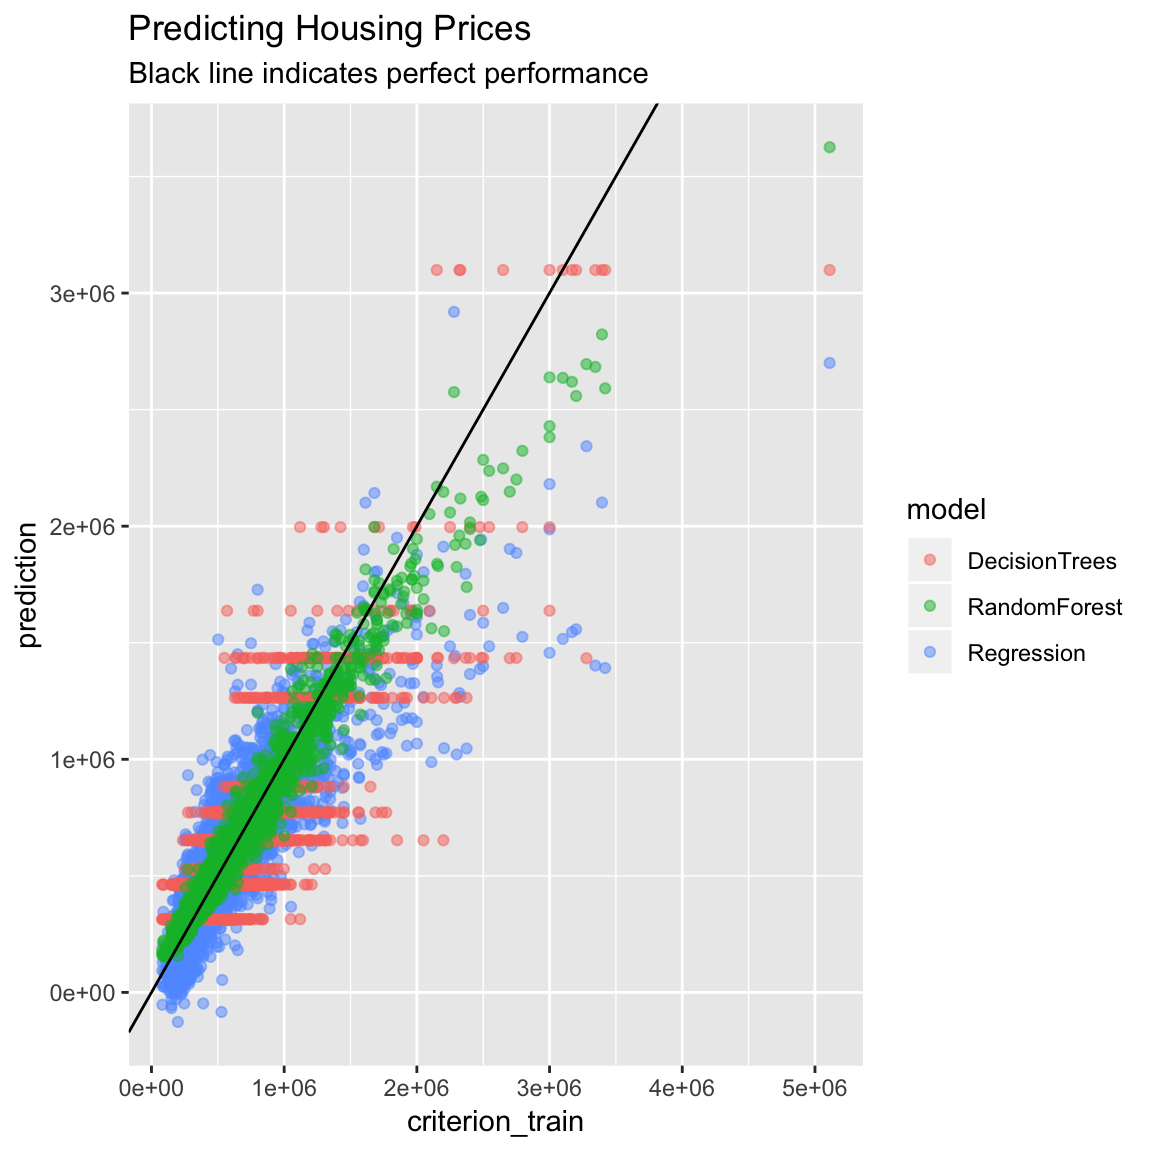 Predicting Housing Prices
Black line indicates perfect performance
prediction
3e+06
2e+06
1e+06
0e+00
0e+00 1e+06 2e+06 3e+06 4e+06 5e+06
criterion_train
model
DecisionTrees
RandomForest
Regression